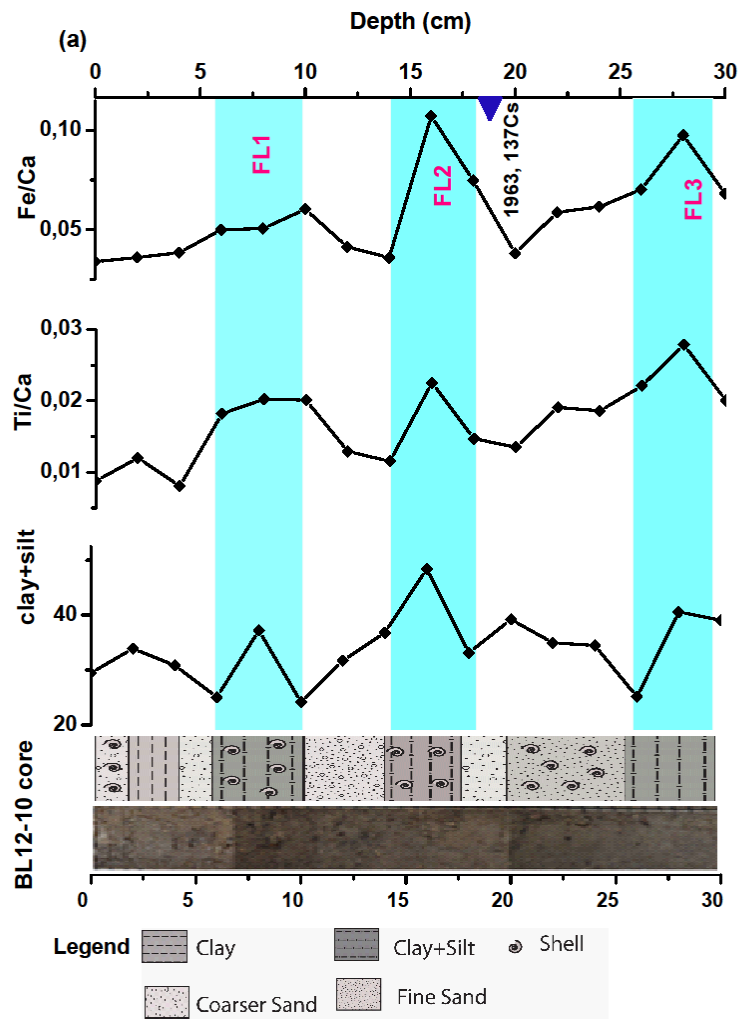 Depth (cm)
(a)
0 5 10 15 20 25 30
Fe/Ca
0,10
0,05
FL1
FL2
1963, 137Cs
FL3
Ti/Ca
0,03
0,02
0,01
clay+silt
40
20
BL12-10 core
0 5 10 15 20 25 30
Legend
Clay
Clay+Silt
Shell
Coarser Sand
Fine Sand